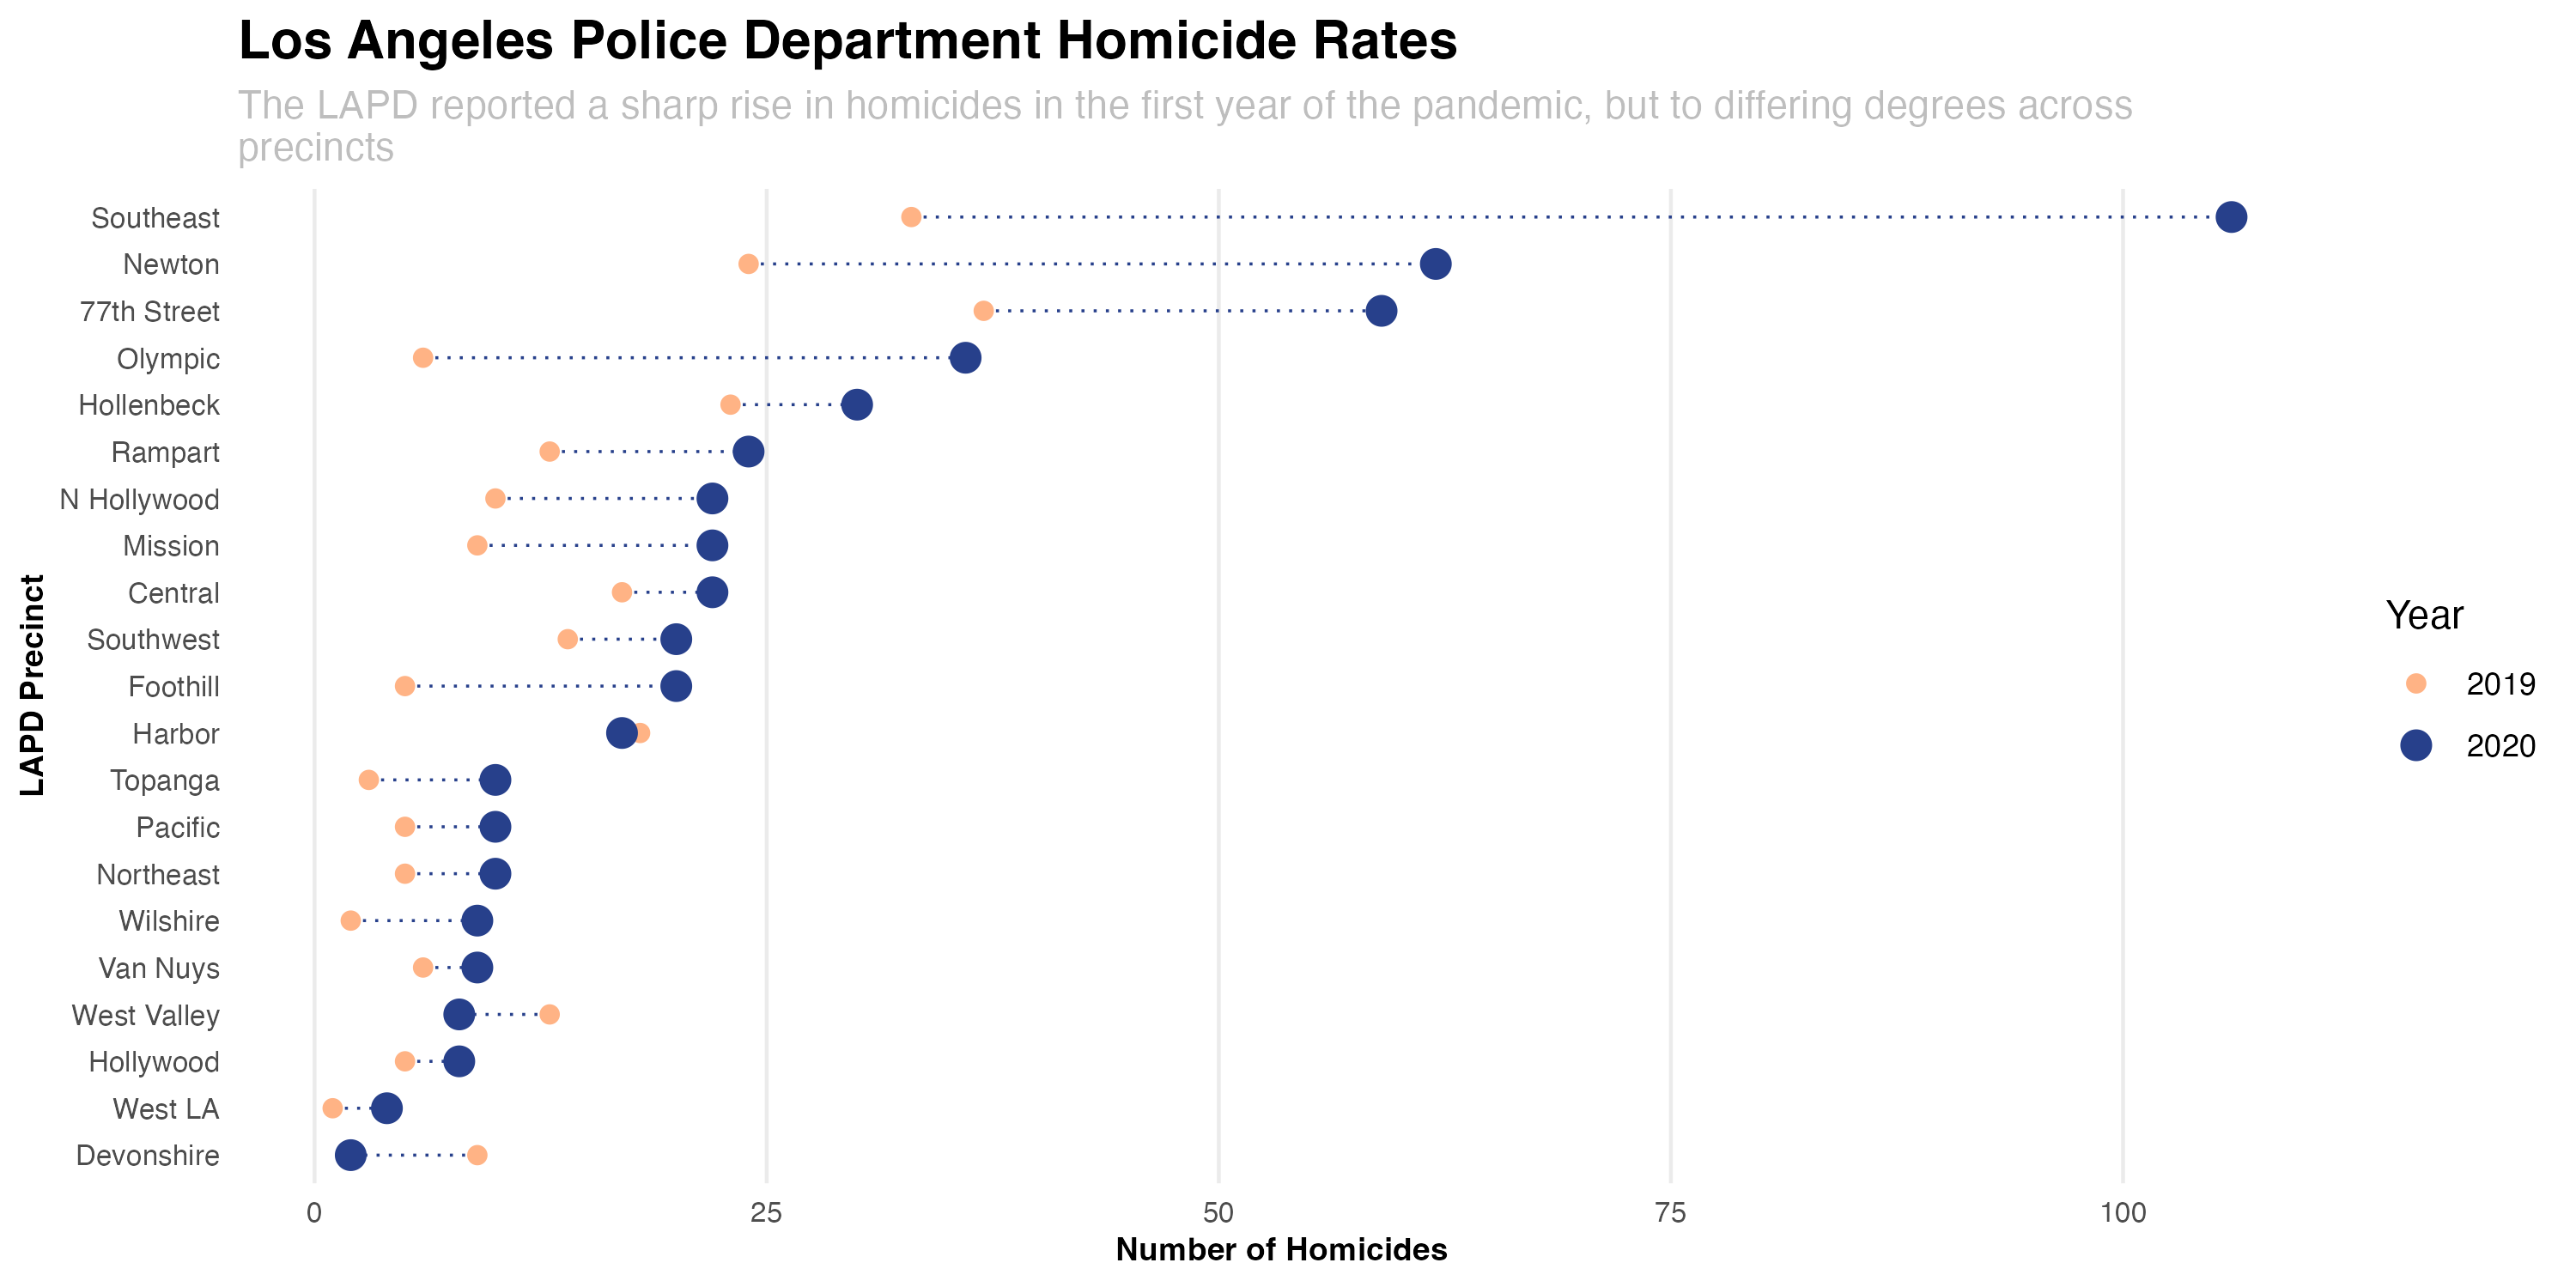 Los Angeles Police Department Homicide Rates
The LAPD reported a sharp rise in homicides in the first year of the pandemic, but to differing degrees across
precincts
LAPD Precinct
Southeast
Newton
77th Street
Olympic
Hollenbeck
Rampart
N Hollywood
Mission
Central
Southwest
Foothill
Harbor
Topanga
Pacific
Northeast
Wilshire
Van Nuys
West Valley
Hollywood
West LA
Devonshire
0 25 50 75 100
Number of Homicides
Year
2019
2020